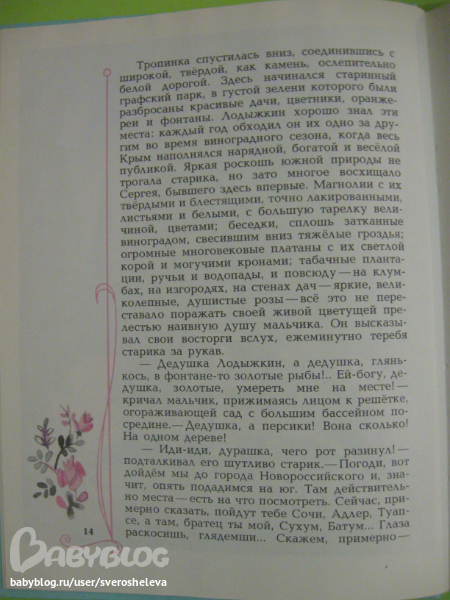 Тропинка спустилась вниз, соединившись с
широкой, твёрдой, как камень, ослепительно
белой дорогой. Здесь начинался старинный
графский парк, в густой зелени которого были
разбросаны красивые дачи, цветники, оранже-
реи и фонтаны. Лодыжкин хорошо знал эти
места: каждый год обходил он их одно за дру-
гим во время виноградного сезона, когда весь
Крым наполнялся нарядной, богатой и весёлой
публикой. Яркая роскошь южной природы не
трогала старика, но зато многое восхищало
Сергея, бывшего здесь впервые. Магнолии с их
твёрдыми и блестящими, точно лакированными,
листьями и белыми, с большую тарелку вели-
чиной, цветами; беседки, сплошь затканные
виноградом, свесившим вниз тяжёлые гроздья;
огромные многовековые платаны с их светлой
корой и могучими кронами; табачные планта-
ции, ручьи и водопады, и повсюду — на клум-
бах, на изгородях, на стенах дач — яркие, вели-
колепные, душистые розы — всё это не пере-
ставало поражать своей живой цветущей пре-
лестью наивную душу мальчика. Он высказы-
вал свои восторги вслух, ежеминутно теребя
старика за рукав.
— Дедушка Лодыжкин, а дедушка, глянь-
кось, в фонтане-то золотые рыбы!.. Ей-богу, де-
душка, золотые, умереть мне на месте! —
кричал мальчик, прижимаясь лицом к решётке,
огораживающей сад с большим бассейном по-
средине. — Дедушка, а персики! Вона сколько!
На одном дереве!
— Иди-иди, дурашка, чего рот разинул! —
подталкивал его шутливо старик. — Погоди, вот
дойдём мы до города Новороссийского и, зна-
чит, опять подадимся на юг. Там действитель-
но места — есть на что посмотреть. Сейчас, при-
мерно сказать, пойдут тебе Сочи, Адлер, Туап-
се, а там, братец ты мой, Сухум, Батум... Глаза
раскосишь, глядемши... Скажем, примерно —
14
BABYBLOG
babyblog.ru/user/sverosheleva